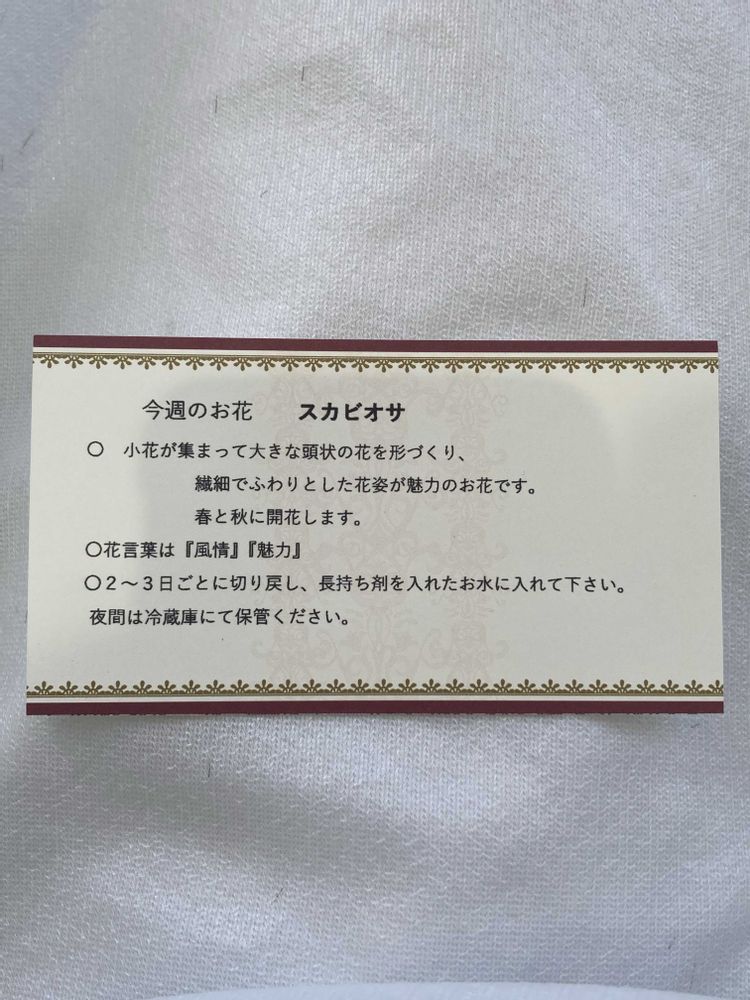 今週のお花　　スカビオサ
〇　小花が集まって大きな頭状の花を形づくり、
繊細でふわりとした花姿が魅力のお花です。
春と秋に開花します。
〇花言葉は『風情』『魅力』
〇２～３日ごとに切り戻し、長持ち剤を入れたお水に入れて下さい。
夜間は冷蔵庫にて保管ください。